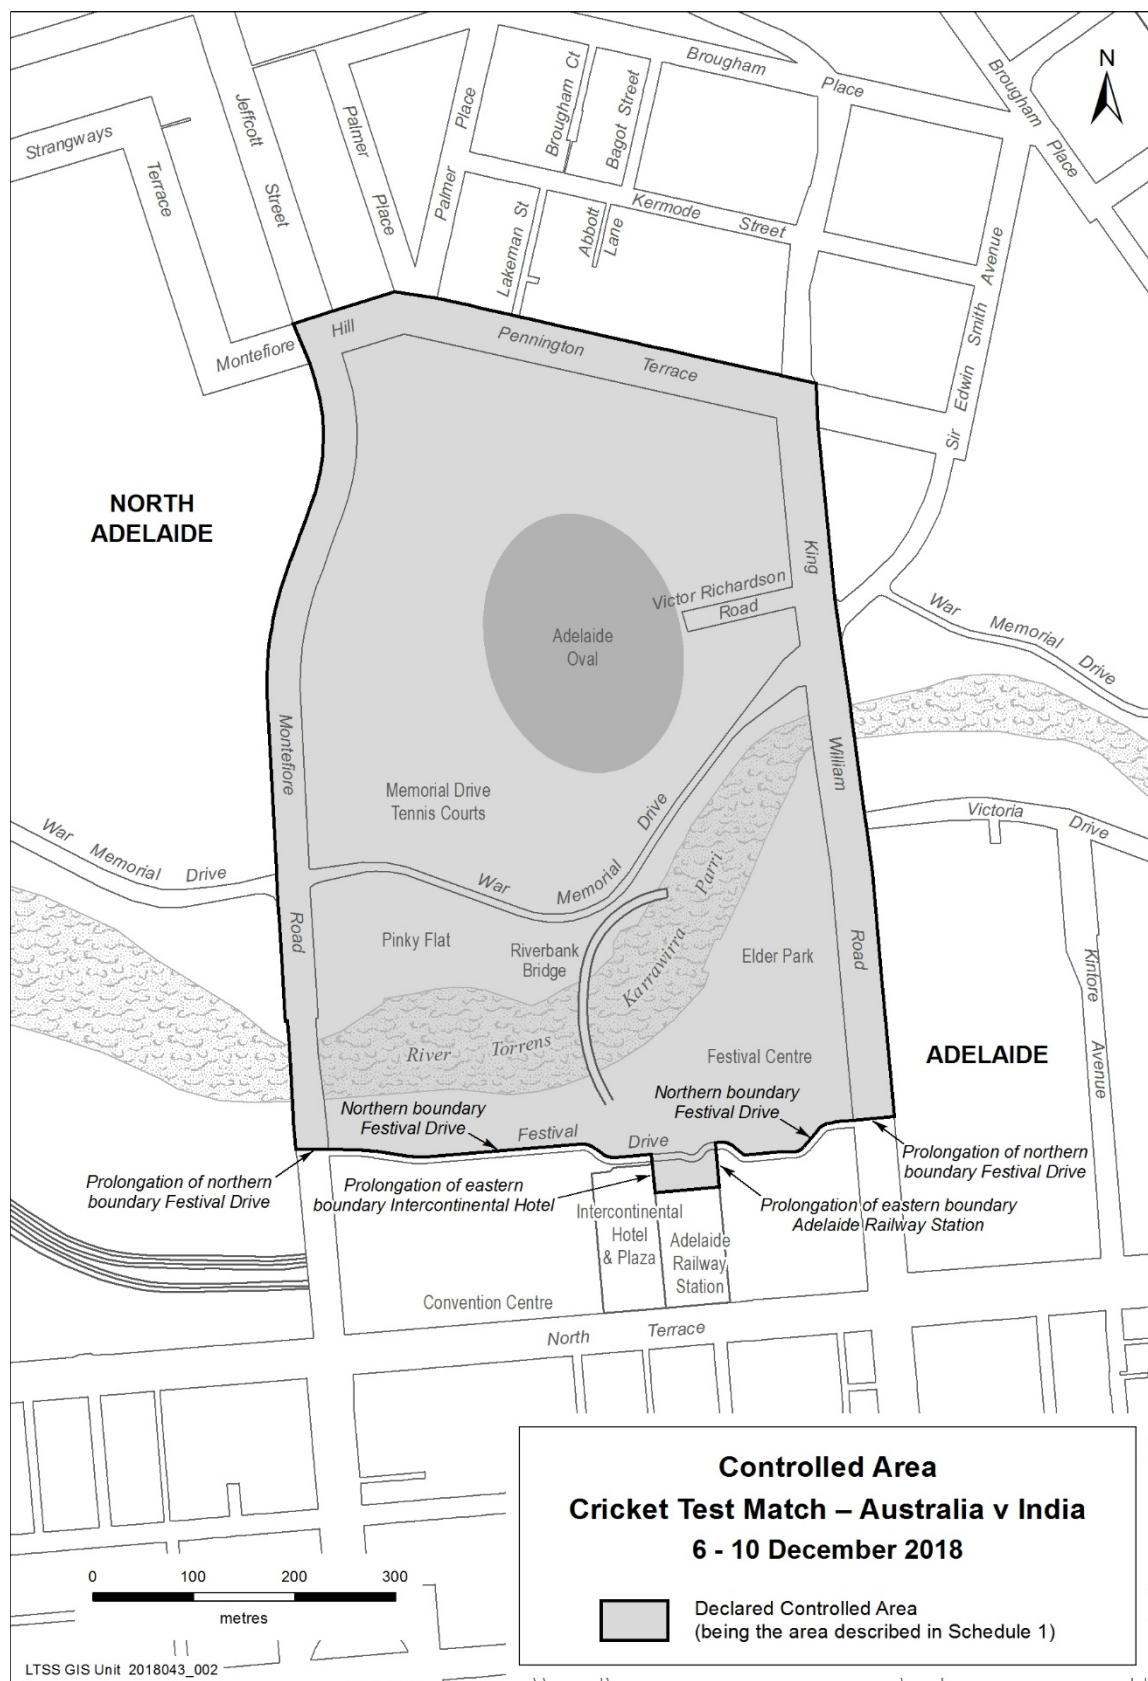 N
Brougham
Place
Brougham
Place
Jeffcott
Street
Palmer
Place
Palmer
Place
Brougham Ct
Bagot Street
Strangways
Terrace
Kermode
Street
Lakeman St
Abbott
Lane
Sir Edwin Smith Avenue
Montefiore
Hill
Pennington
Terrace
NORTH
ADELAIDE
King
William
Road
Victor Richardson
Road
Adelaide
Oval
War Memorial Drive
Montefiore
Road
Memorial Drive
Tennis Courts
War Memorial Drive
War Memorial Drive
Victoria Drive
Pinky Flat
Riverbank
Bridge
Karrawirra Parri
Elder Park
Kintore
Avenue
River Torrens
Festival Centre
ADELAIDE
Northern boundary
Festival Drive
Northern boundary
Festival Drive
Festival Drive
Prolongation of northern
boundary Festival Drive
Prolongation of eastern
boundary Intercontinental Hotel
Prolongation of northern
boundary Festival Drive
Prolongation of eastern boundary
Adelaide Railway Station
Intercontinental
Hotel
& Plaza
Adelaide
Railway
Station
Convention Centre
North Terrace
Controlled Area
Cricket Test Match – Australia v India
6 - 10 December 2018
0 100 200 300
metres
Declared Controlled Area
(being the area described in Schedule 1)
LTSS GIS Unit 2018043_002